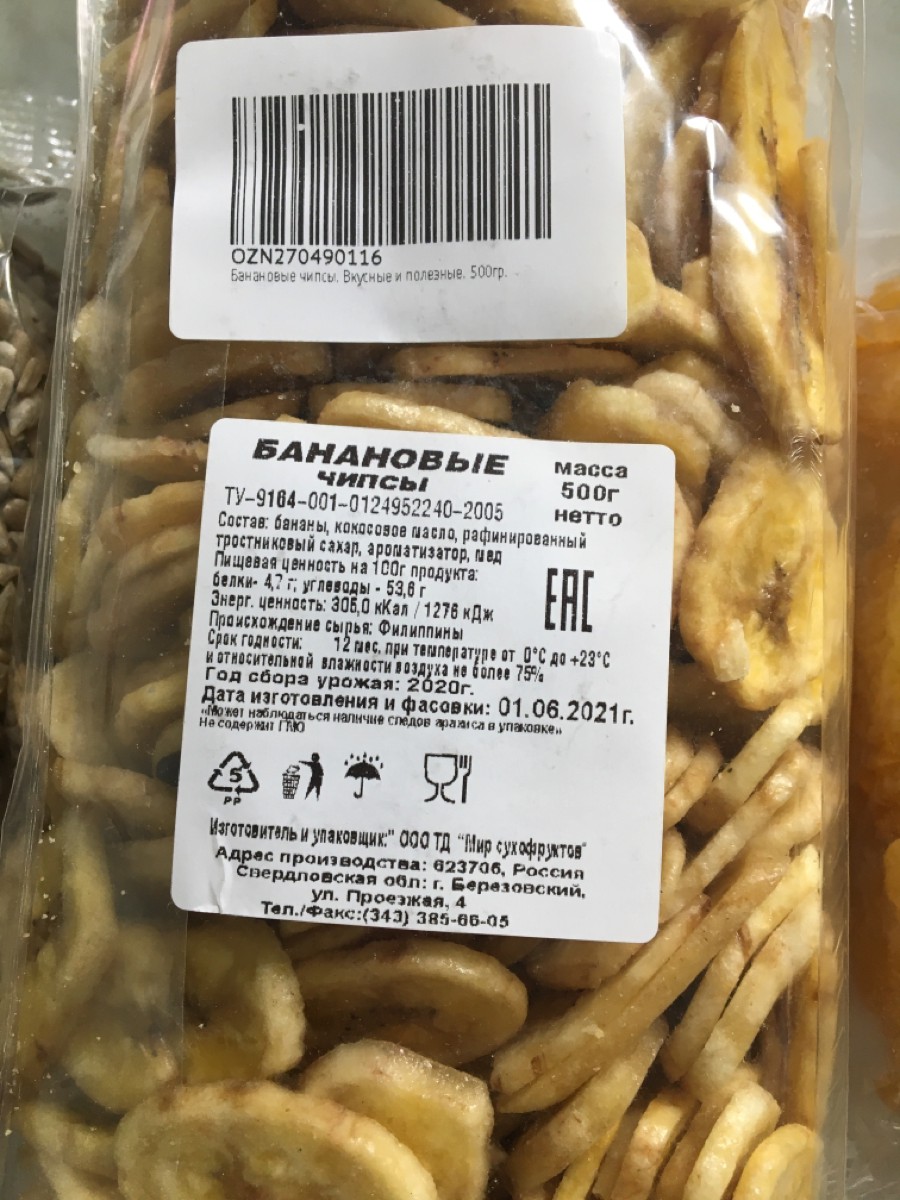 OZN270490116
Банановые чипсы. Вкусные и полезные. 500гр.
БАНАНОВЫЕ
ЧИПСЫ
масса
500г
нетто
ТУ-9164-001-0124952240-2005
Состав: бананы, кокосовое масло, рафинированный
тростниковый сахар, ароматизатор, мед
Пищевая ценность на 100г продукта:
белки- 4,7 г; углеводы - 53,6 г
Энерг. ценность: 305,0 кКал / 1276 кДж
Происхождение сырья: Филиппины
Срок годности: 12 мес. при температуре от 0°C до +23°C
и относительной влажности воздуха не более 75%
Год сбора урожая: 2020г.
Дата изготовления и фасовки: 01.06.2021г.
«Может наблюдаться наличие следов арахиса в упаковке»
Не содержит ГМО
EAC
5
PP
Изготовитель и упаковщик:" ООО ТД "Мир сухофруктов"
Адрес производства: 623706, Россия
Свердловская обл: г. Березовский,
ул. Проезжая, 4
Тел./Факс:(343) 385-66-05